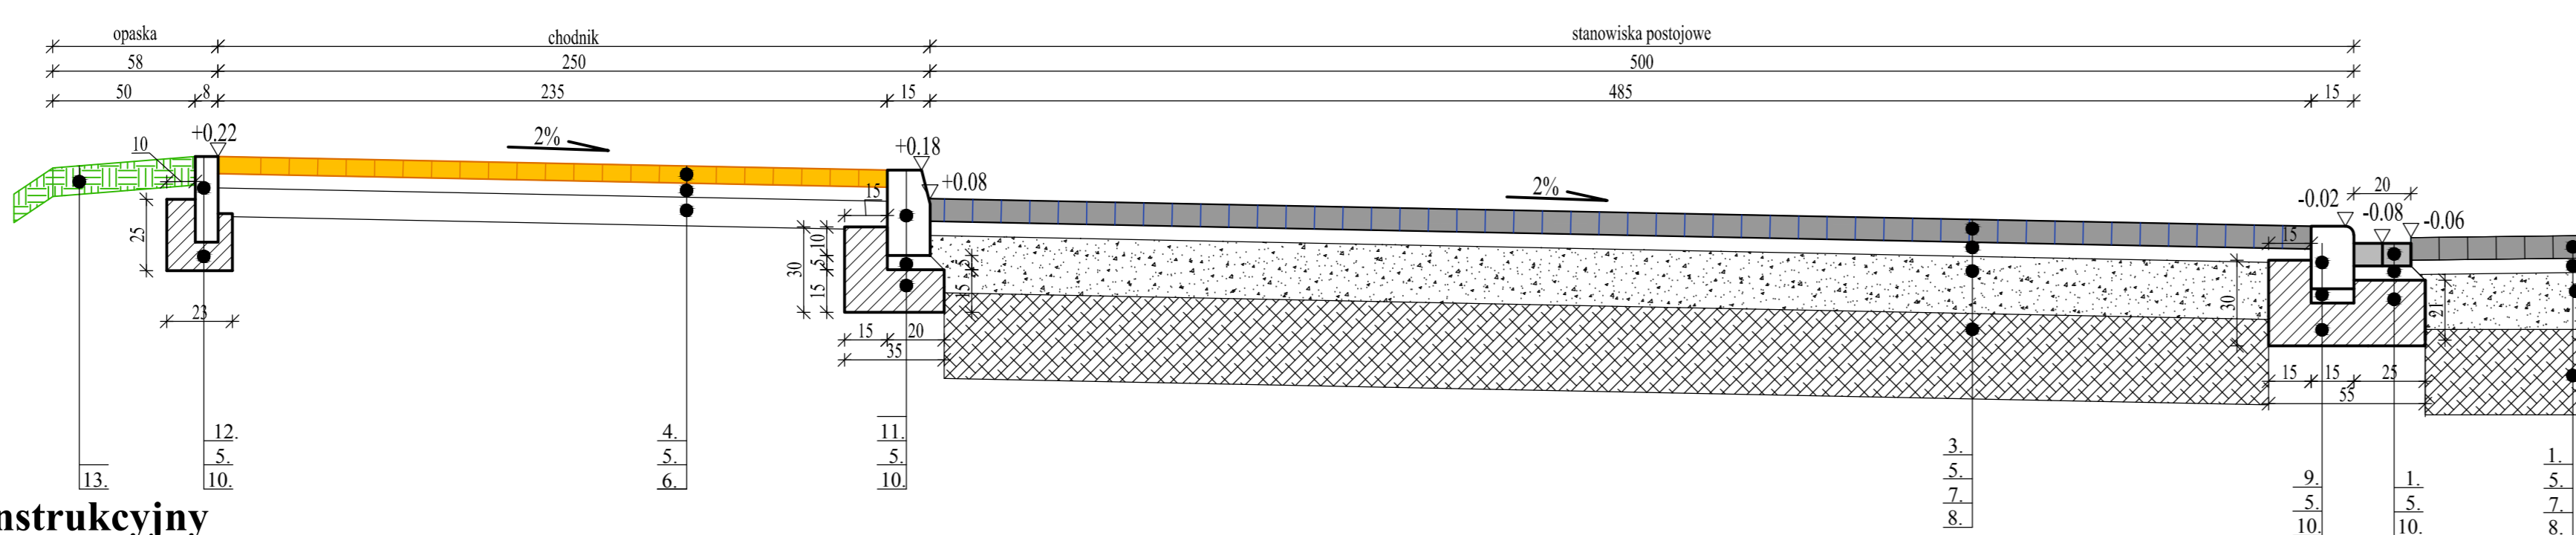 opaska chodnik stanowiska postojowe
58 250 500
50 8 235 15 485 15
10 +0.22 2% +0.18
15 +0.08 2% -0.02 20
-0.08 -0.06
25 30 10 5 15 5 15 15 30 21
23 15 20 15 15 25
35 55
12. 4. 11. 3. 1.
5. 5. 5. 5. 5.
13. 10. 6. 10. 7. 9. 1. 7.
8. 5. 5. 8.
10. 10.
nstrukcyjny